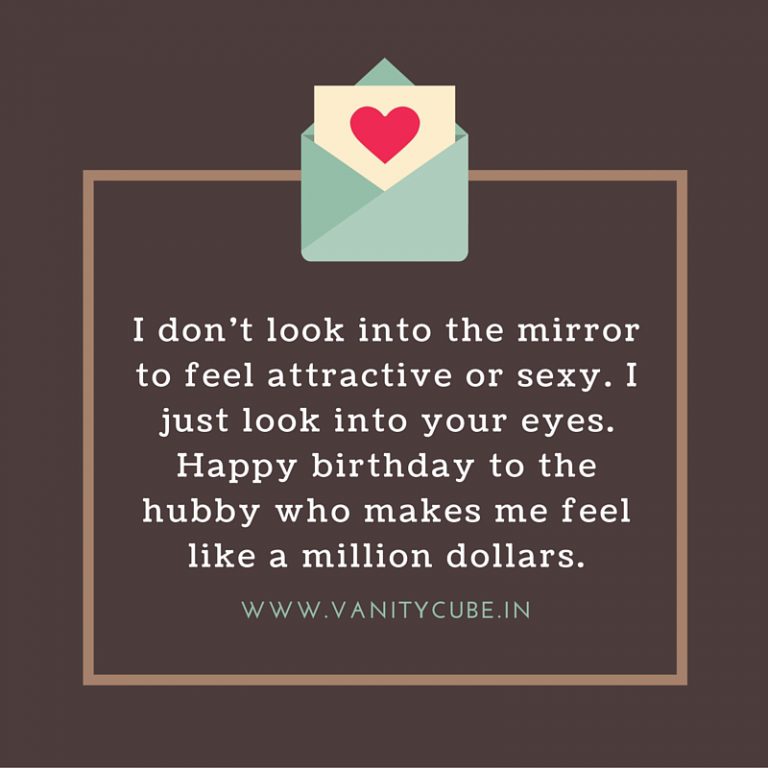 I don’t look into the mirror
to feel attractive or sexy. I
just look into your eyes.
Happy birthday to the
hubby who makes me feel
like a million dollars.
WWW.VANITYCUBE.IN